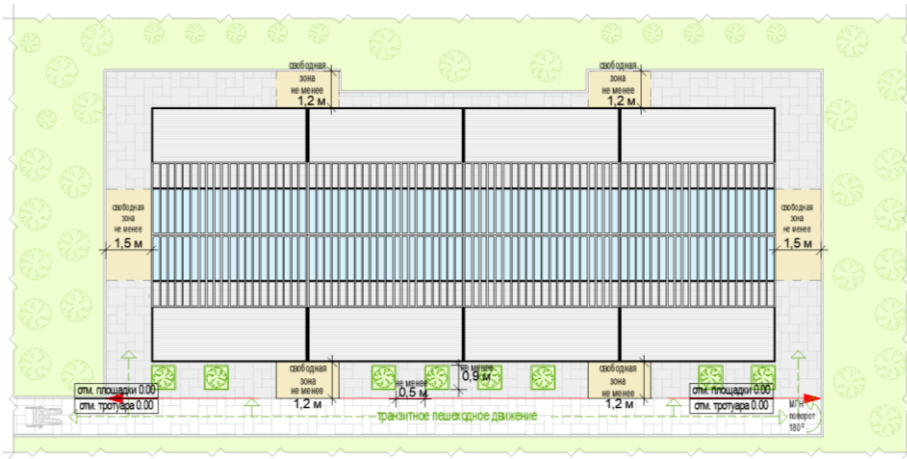 свободная
зона
не менее
1,2 м
свободная
зона
не менее
1,2 м
свободная
зона
не менее
1,5 м
свободная
зона
не менее
1,5 м
свободная
зона
не менее
1,2 м
не менее
0,5 м
не менее
0,9 м
свободная
зона
не менее
1,2 м
отм. площадки 0.00
отм. тротуара 0.00
отм. площадки 0.00
отм. тротуара 0.00
транзитное пешеходное движение
МГН
поворот
180°